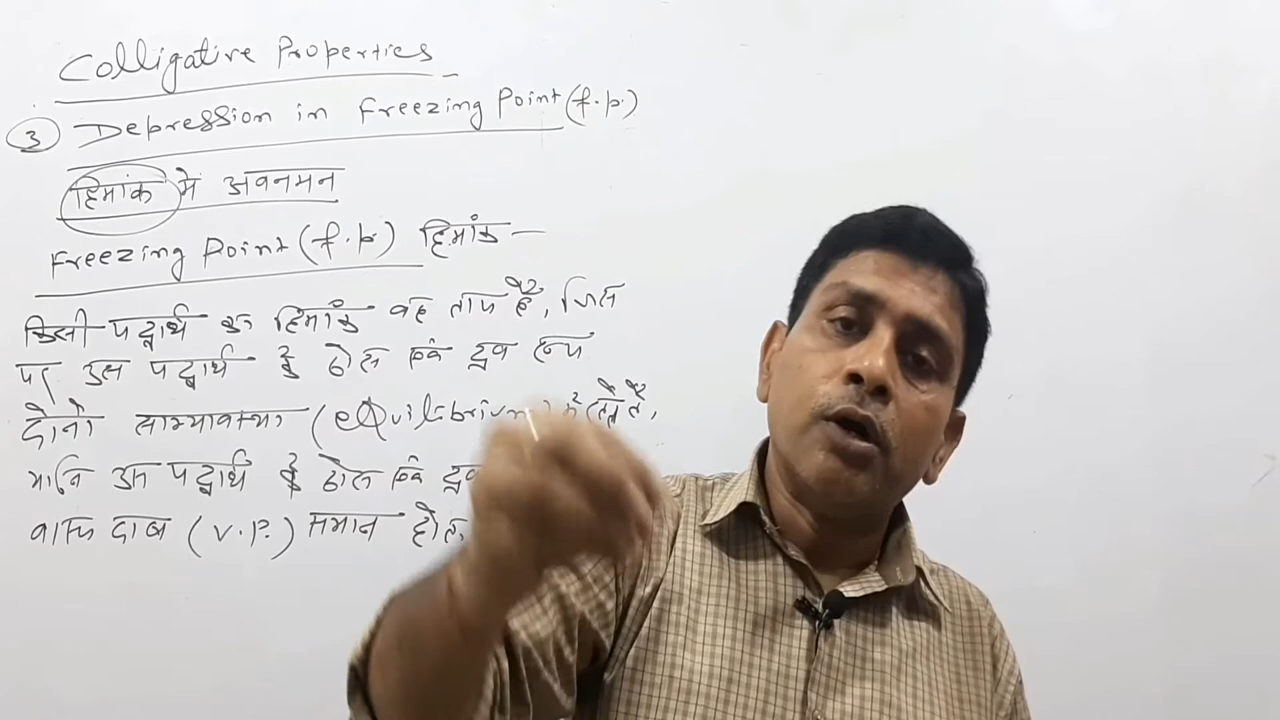 Colligative Properties
③ Depression in Freezing Point (f.p.)
हिमांक में अवनमन
Freezing Point (f.p.) हिमांक —
किसी पदार्थ का हिमांक वह ताप है, जिस
पर उस पदार्थ के ठोस एवं द्रव रूप
दोनो साम्यावस्था (equilibrium) में होते है,
यानि उस पदार्थ के ठोस एवं द्रव
वाष्प दाब (V.P.) समान